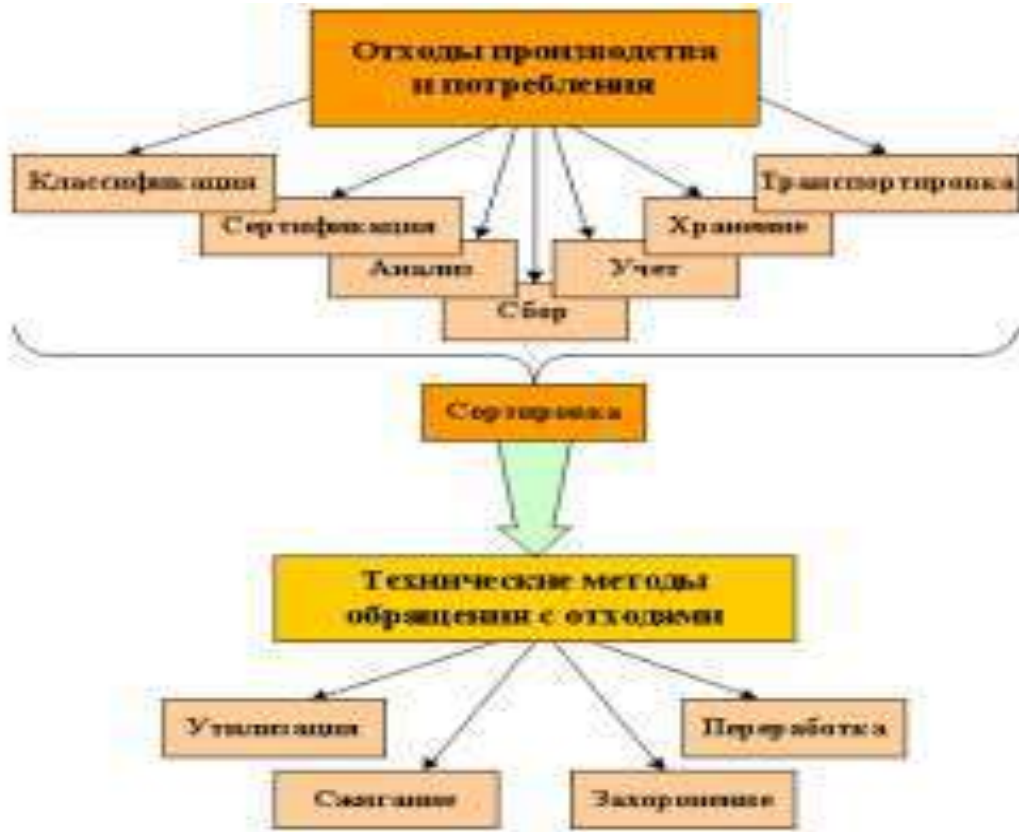 Отходы производства
и потребления
Классификация
Транспортировка
Сертификация
Хранение
Анализ
Учет
Сбор
Сортировка
Технические методы
обращения с отходами
Утилизация
Переработка
Сжигание
Захоронение